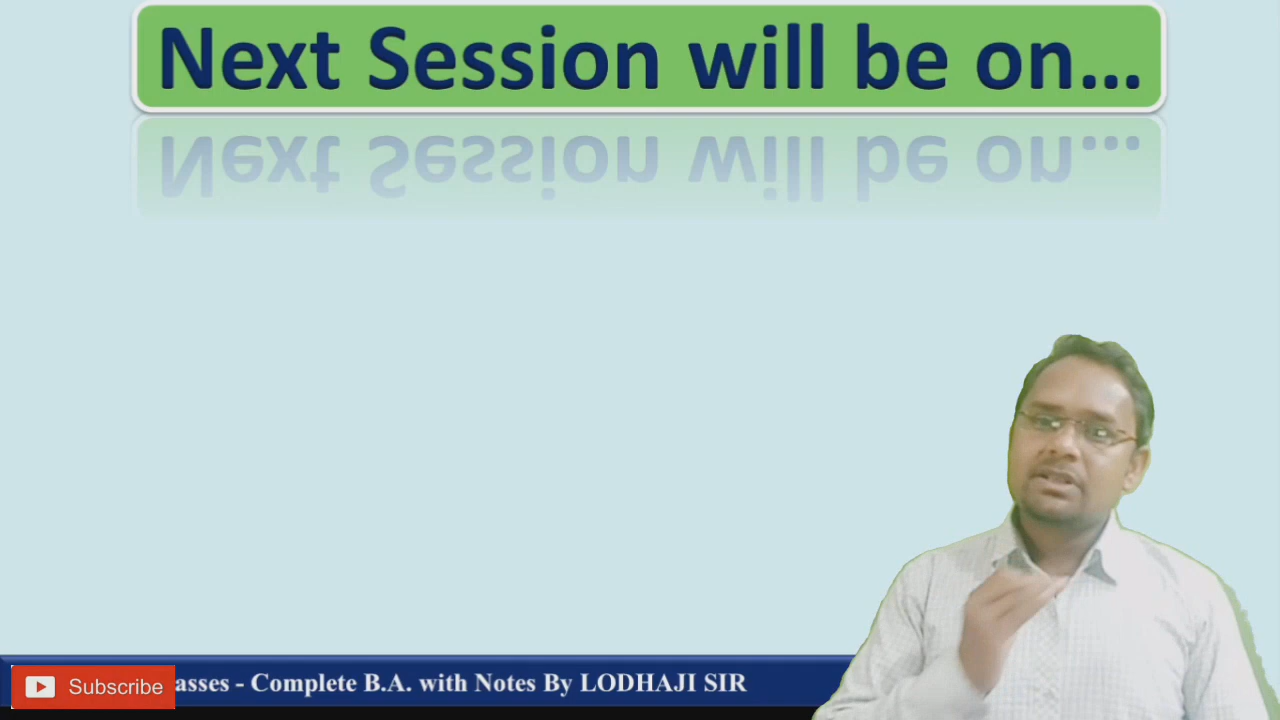 Next Session will be on...
Subscribe
asses - Complete B.A. with Notes By LODHAJI SIR